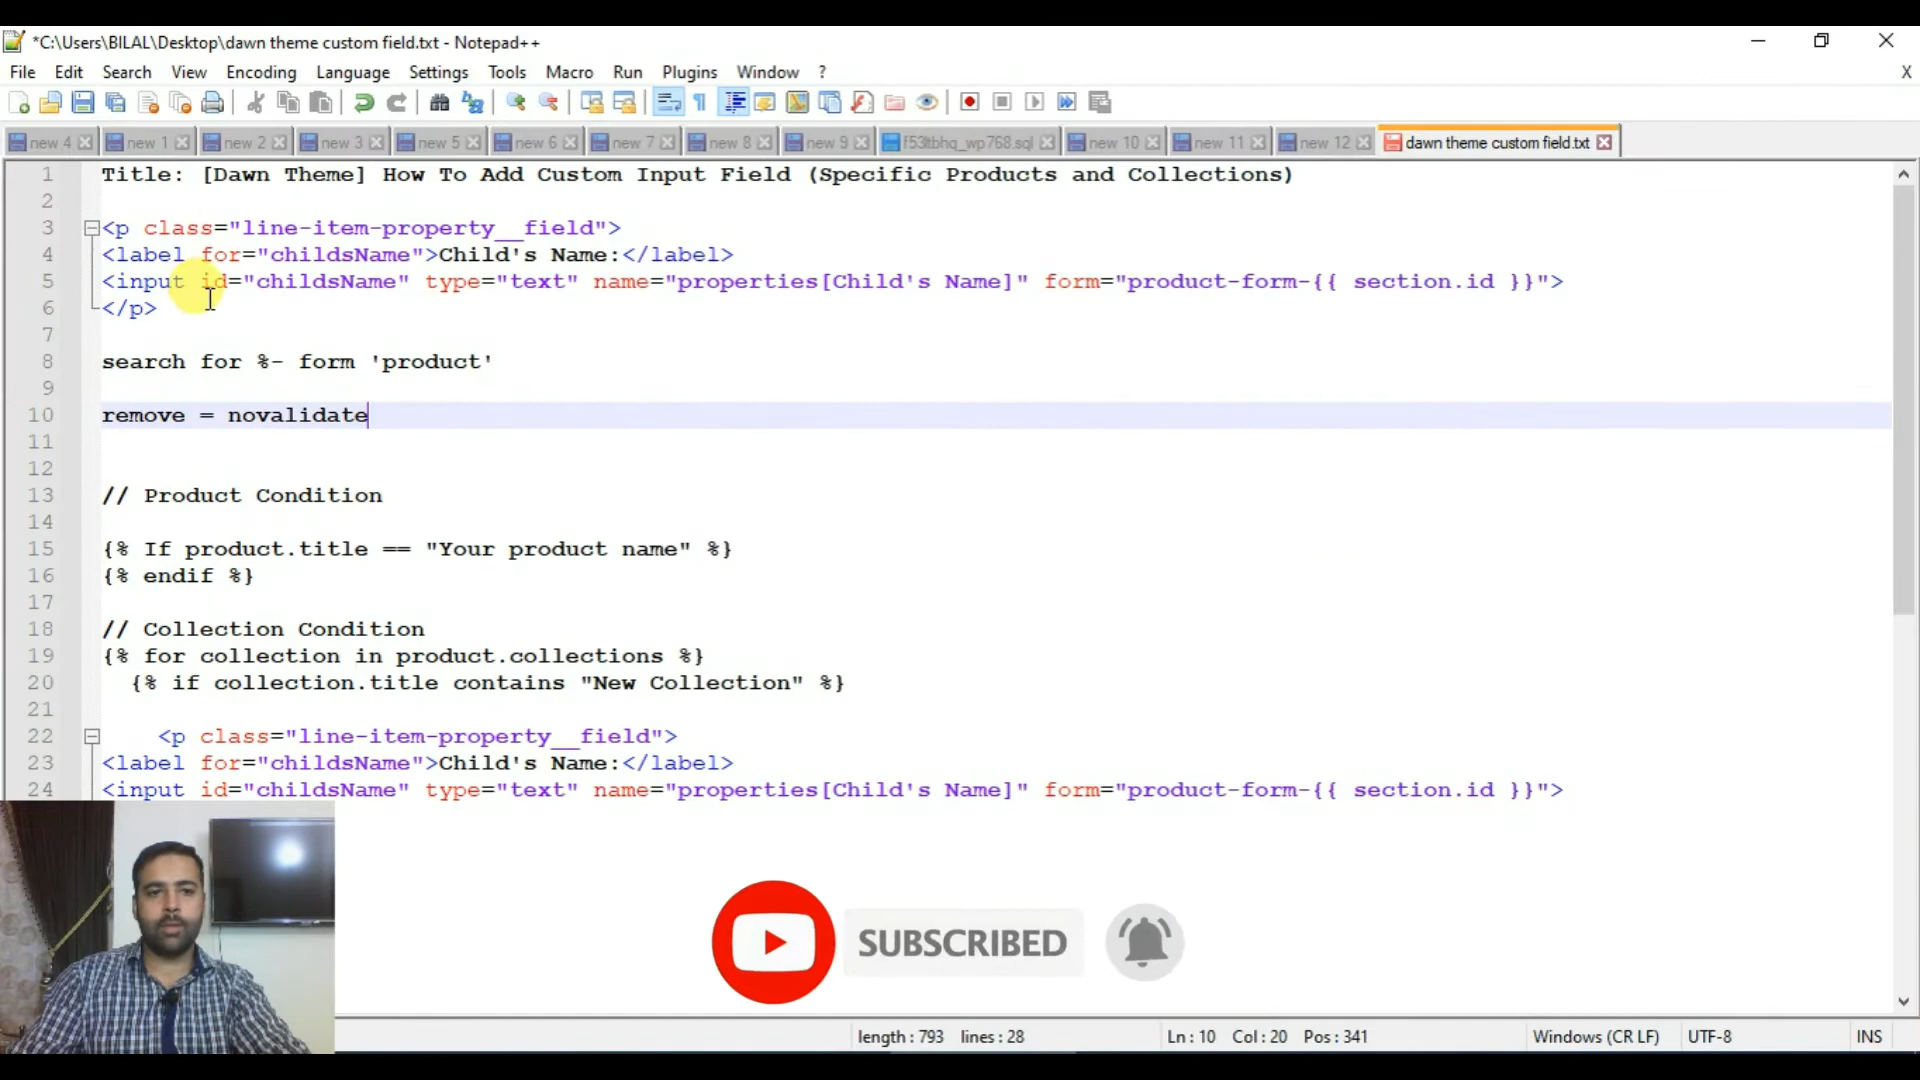 *C:\Users\BILAL\Desktop\dawn theme custom field.txt - Notepad++
File Edit Search View Encoding Language Settings Tools Macro Run Plugins Window ? X
new 4 new 1 new 2 new 3 new 5 new 6 new 7 new 8 new 9 f53ltbhq_wp768.sql new 10 new 11 new 12 dawn theme custom field.txt
1 Title: [Dawn Theme] How To Add Custom Input Field (Specific Products and Collections)
2
3 <p class="line-item-property__field">
4 <label for="childsName">Child's Name:</label>
5 <input id="childsName" type="text" name="properties[Child's Name]" form="product-form-{{ section.id }}">
6 </p>
7
8 search for %- form 'product'
9
10 remove = novalidate
11
12
13 // Product Condition
14
15 {% If product.title == "Your product name" %}
16 {% endif %}
17
18 // Collection Condition
19 {% for collection in product.collections %}
20 {% if collection.title contains "New Collection" %}
21
22 <p class="line-item-property__field">
23 <label for="childsName">Child's Name:</label>
24 <input id="childsName" type="text" name="properties[Child's Name]" form="product-form-{{ section.id }}">
SUBSCRIBED
length : 793 lines : 28 Ln : 10 Col : 20 Pos : 341 Windows (CR LF) UTF-8 INS